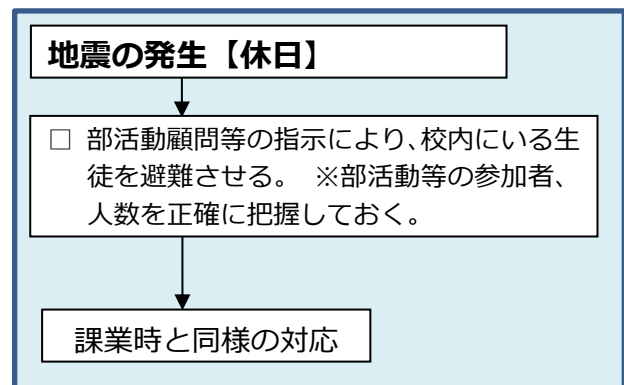 地震の発生【休日】
□ 部活動顧問等の指示により、校内にいる生
徒を避難させる。 ※部活動等の参加者、
人数を正確に把握しておく。
課業時と同様の対応